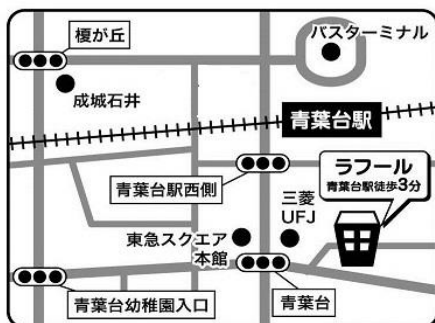 榎が丘
バスターミナル
成城石井
青葉台駅
ラフール
青葉台駅徒歩3分
青葉台駅西側
三菱
UFJ
東急スクエア
本館
青葉台幼稚園入口
青葉台